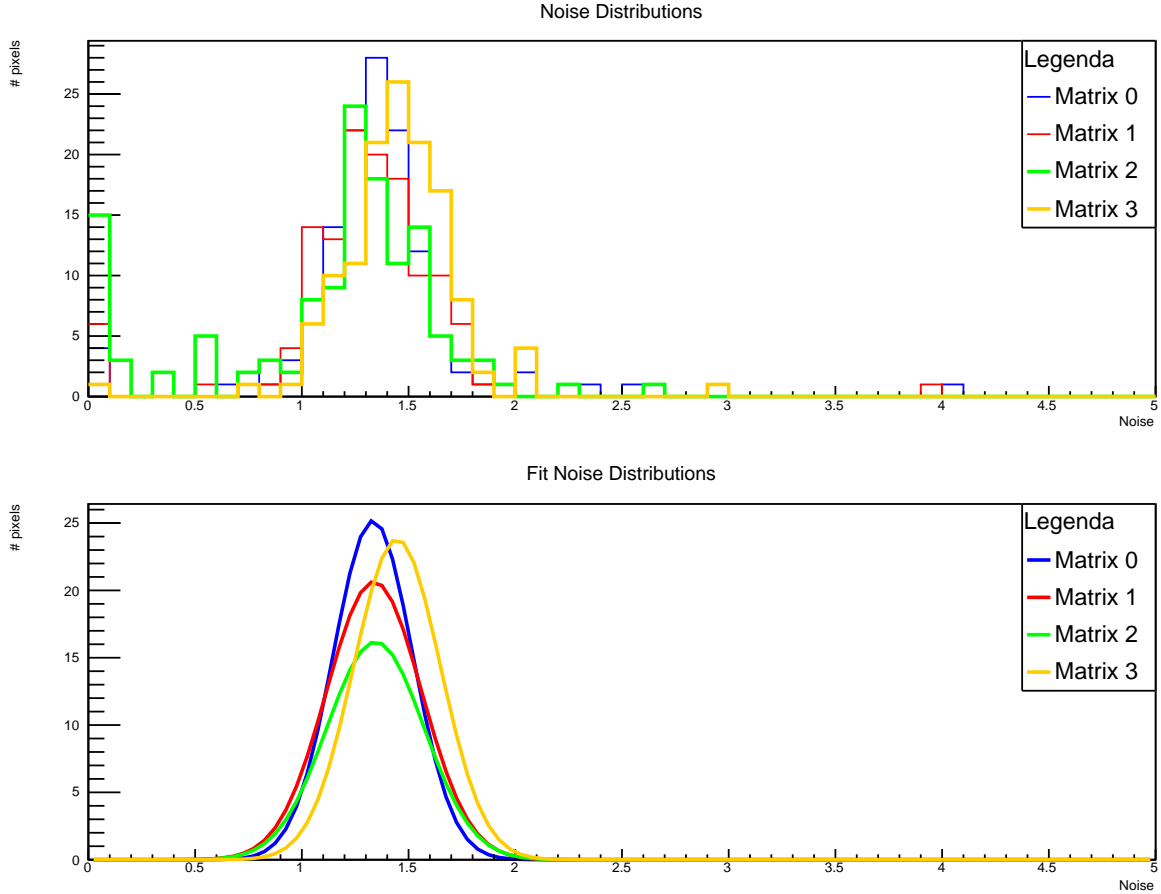 Noise Distributions
# pixels
25
20
15
10
5
0
0 0.5 1 1.5 2 2.5 3 3.5 4 4.5 5
Noise
Legenda
Matrix 0
Matrix 1
Matrix 2
Matrix 3
Fit Noise Distributions
# pixels
25
20
15
10
5
0
0 0.5 1 1.5 2 2.5 3 3.5 4 4.5 5
Noise
Legenda
Matrix 0
Matrix 1
Matrix 2
Matrix 3